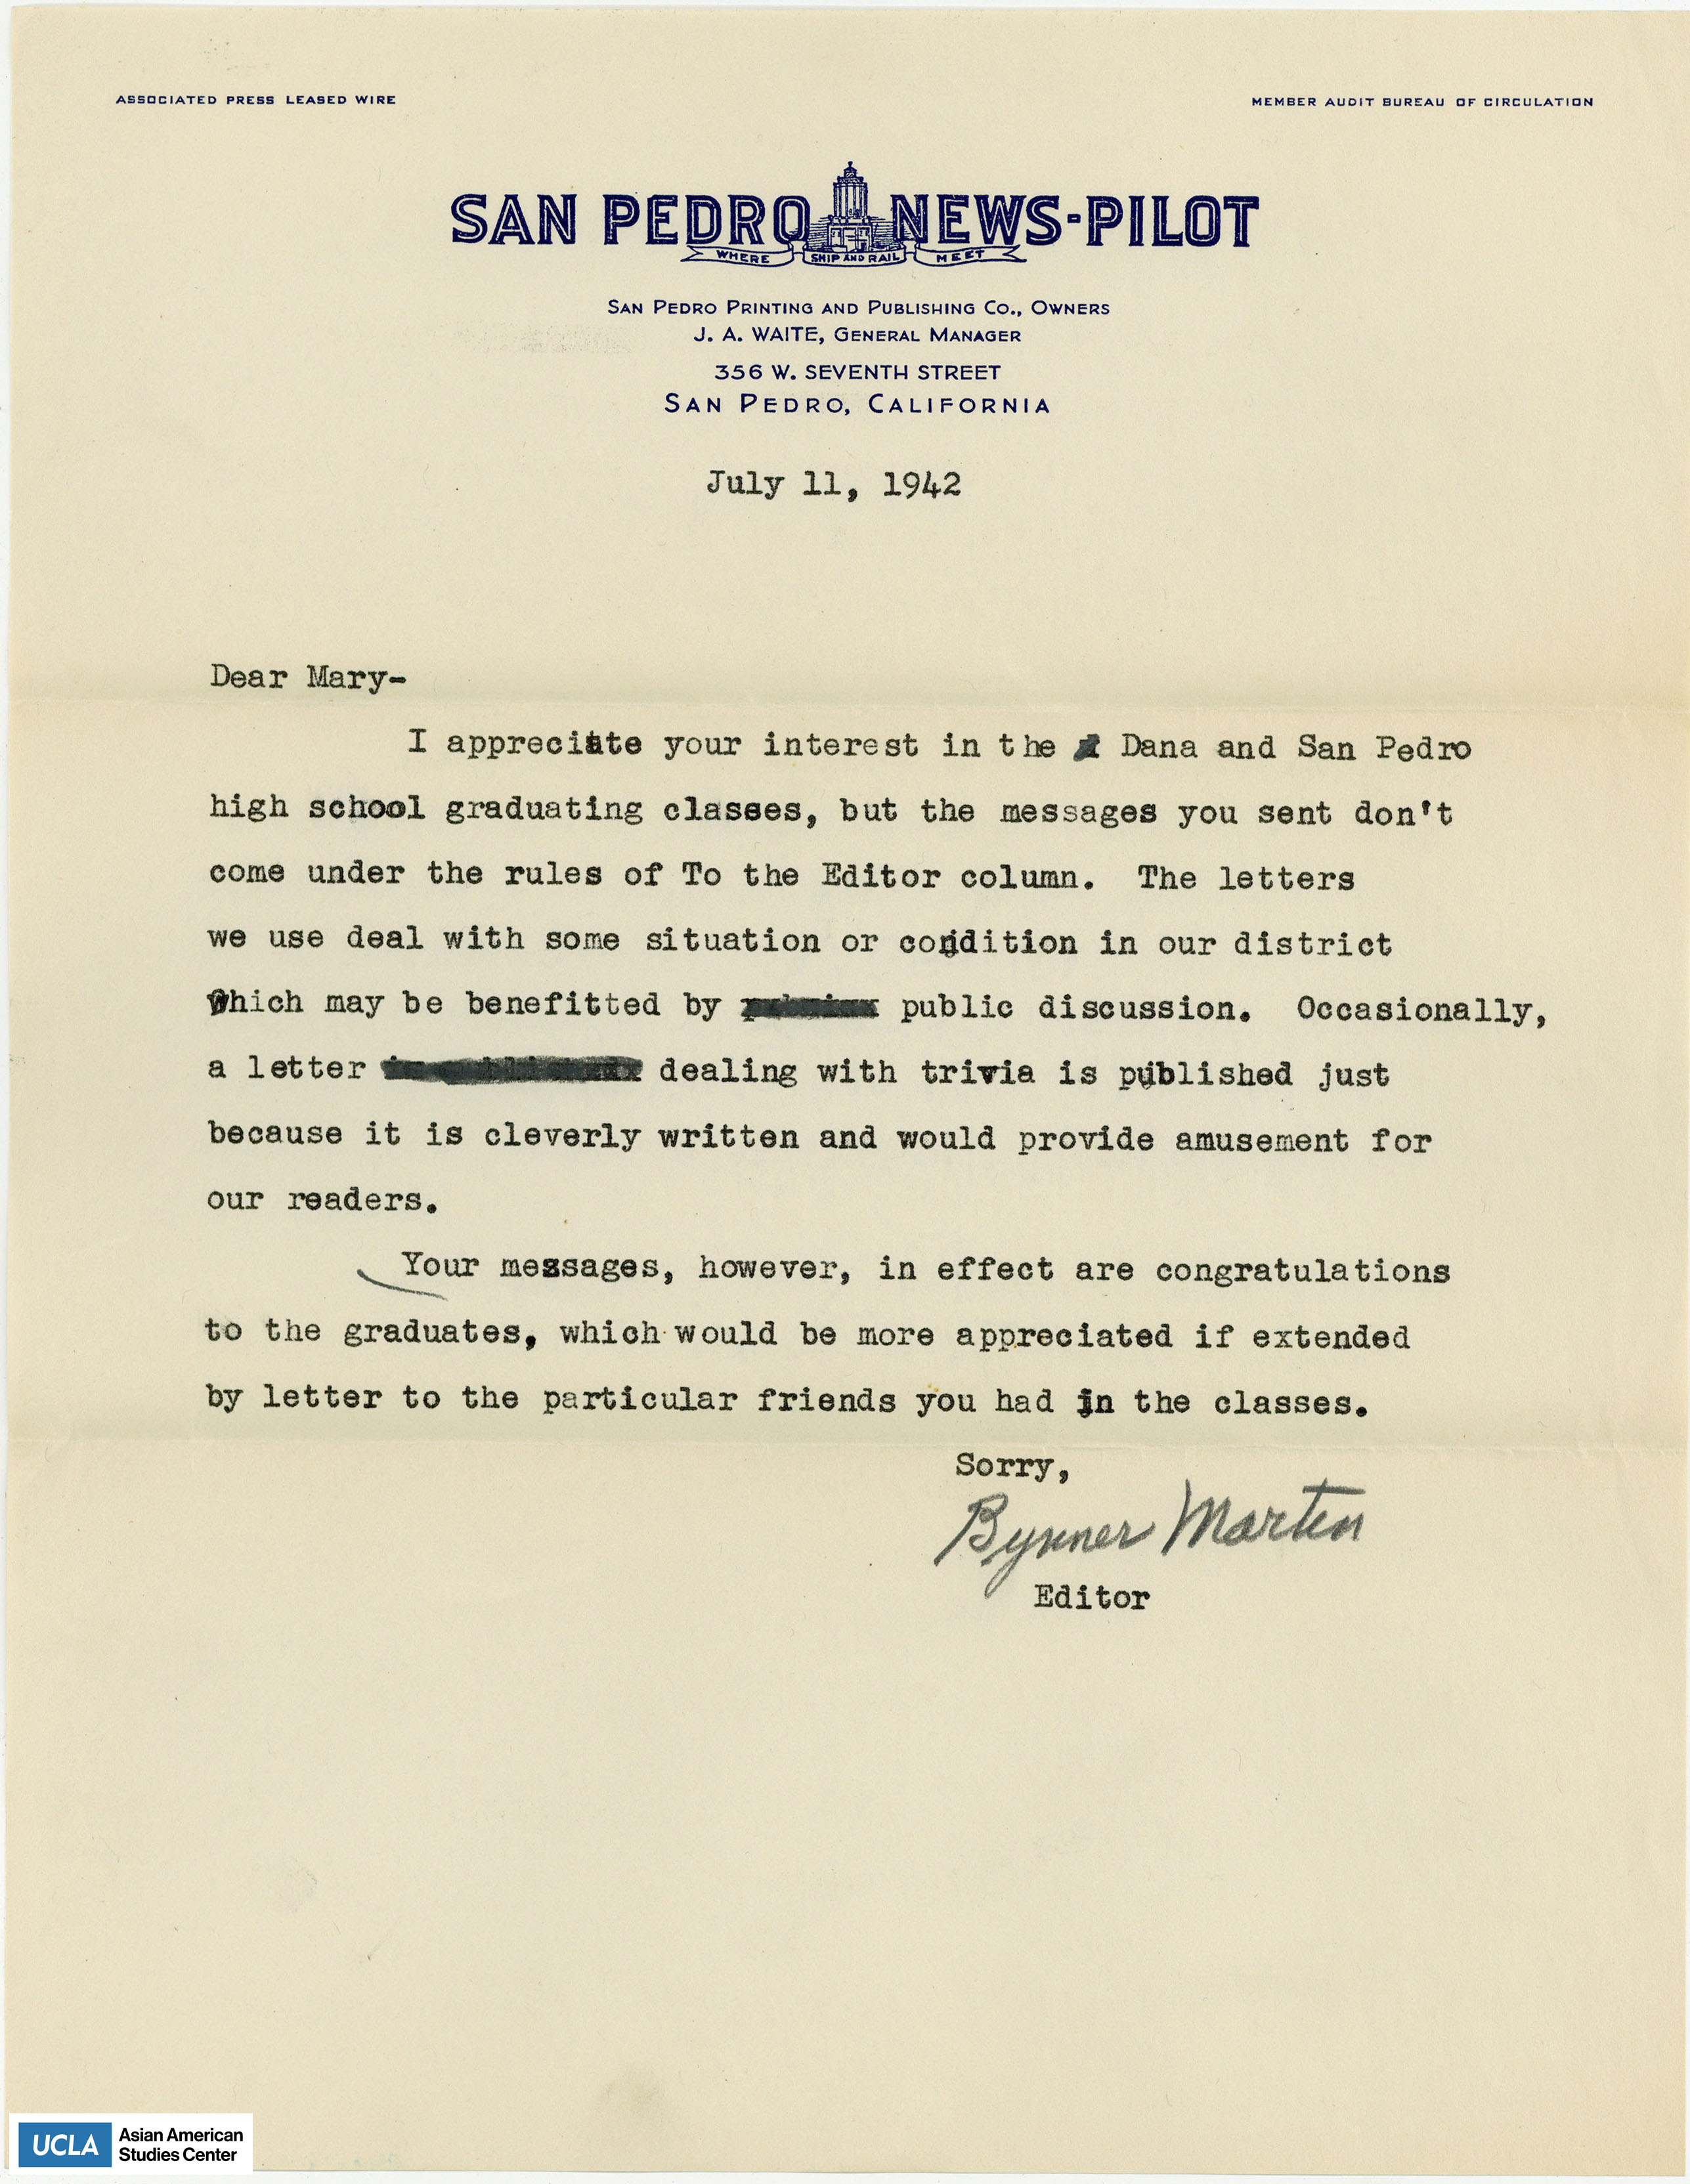 ASSOCIATED PRESS LEASED WIRE
MEMBER AUDIT BUREAU OF CIRCULATION
SAN PEDRO NEWS-PILOT
WHERE SHIP AND RAIL MEET
SAN PEDRO PRINTING AND PUBLISHING CO., OWNERS
J. A. WAITE, GENERAL MANAGER
356 W. SEVENTH STREET
SAN PEDRO, CALIFORNIA
July 11, 1942
Dear Mary-
I appreciate your interest in the Dana and San Pedro
high school graduating classes, but the messages you sent don't
come under the rules of To the Editor column. The letters
we use deal with some situation or condition in our district
which may be benefitted by public discussion. Occasionally,
a letter dealing with trivia is published just
because it is cleverly written and would provide amusement for
our readers.
Your messages, however, in effect are congratulations
to the graduates, which would be more appreciated if extended
by letter to the particular friends you had in the classes.
Sorry,
Bynner Martin
Editor
UCLA Asian American
Studies Center